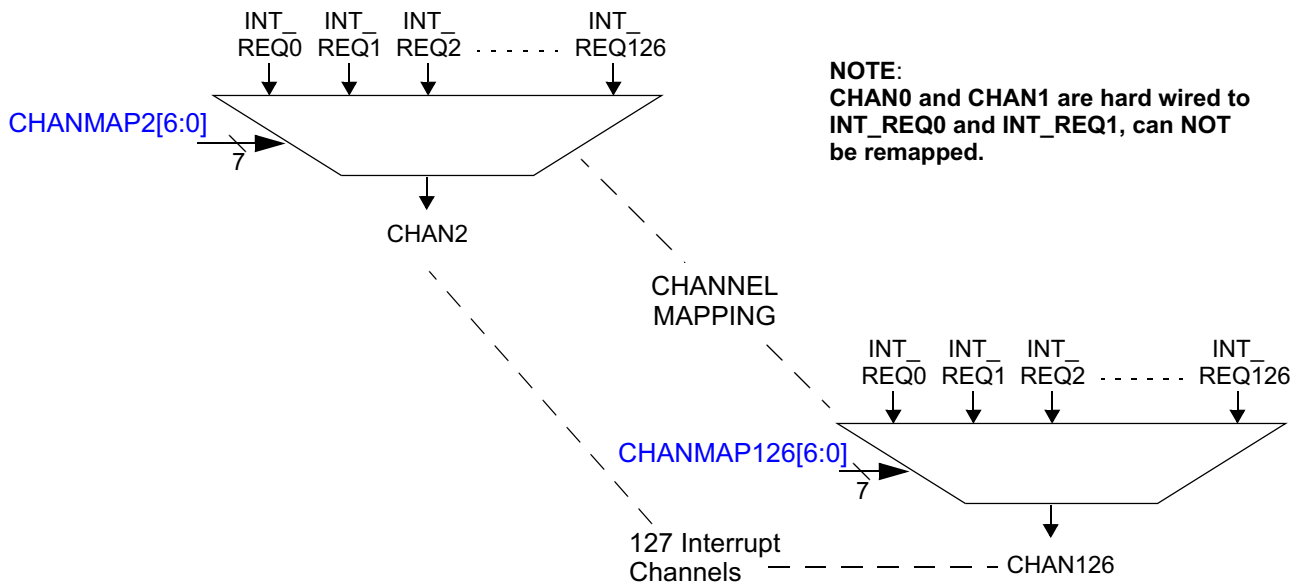 INT_ INT_ INT_ INT_
REQ0 REQ1 REQ2 REQ126
NOTE:
CHAN0 and CHAN1 are hard wired to
INT_REQ0 and INT_REQ1, can NOT
be remapped.
CHANMAP2[6:0]
7
CHAN2
CHANNEL
MAPPING
INT_ INT_ INT_ INT_
REQ0 REQ1 REQ2 REQ126
CHANMAP126[6:0]
7
127 Interrupt
Channels
CHAN126